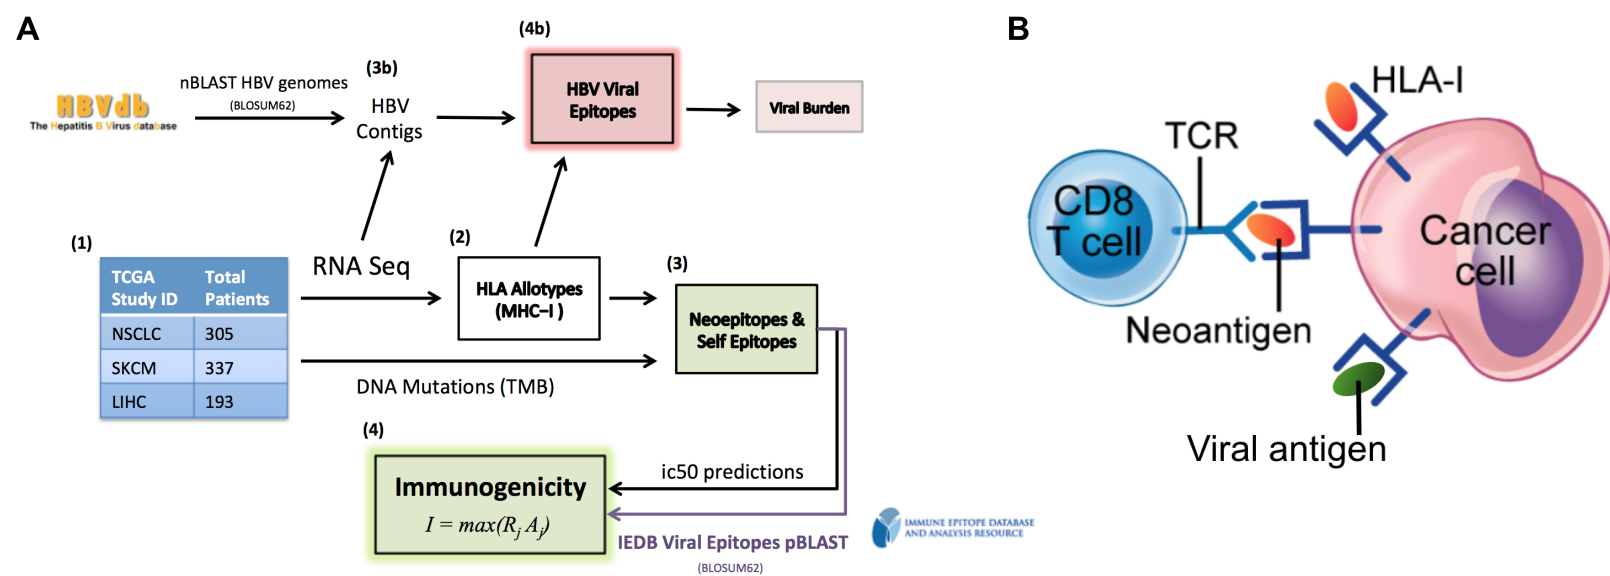 A
(4b)
(3b)
nBLAST HBV genomes
(BLOSUM62)
HBVdb
The Hepatitis B Virus database
HBV
Contigs
HBV Viral
Epitopes
Viral Burden
(1)
RNA Seq
(2)
(3)
TCGA
Study ID
Total
Patients
NSCLC
305
SKCM
337
LIHC
193
HLA Allotypes
(MHC–I )
Neoepitopes &
Self Epitopes
DNA Mutations (TMB)
(4)
Immunogenicity
I = max(Rj Aj)
ic50 predictions
IEDB Viral Epitopes pBLAST
(BLOSUM62)
IMMUNE EPITOPE DATABASE
AND ANALYSIS RESOURCE
B
HLA-I
TCR
CD8
T cell
Cancer
cell
Neoantigen
Viral antigen